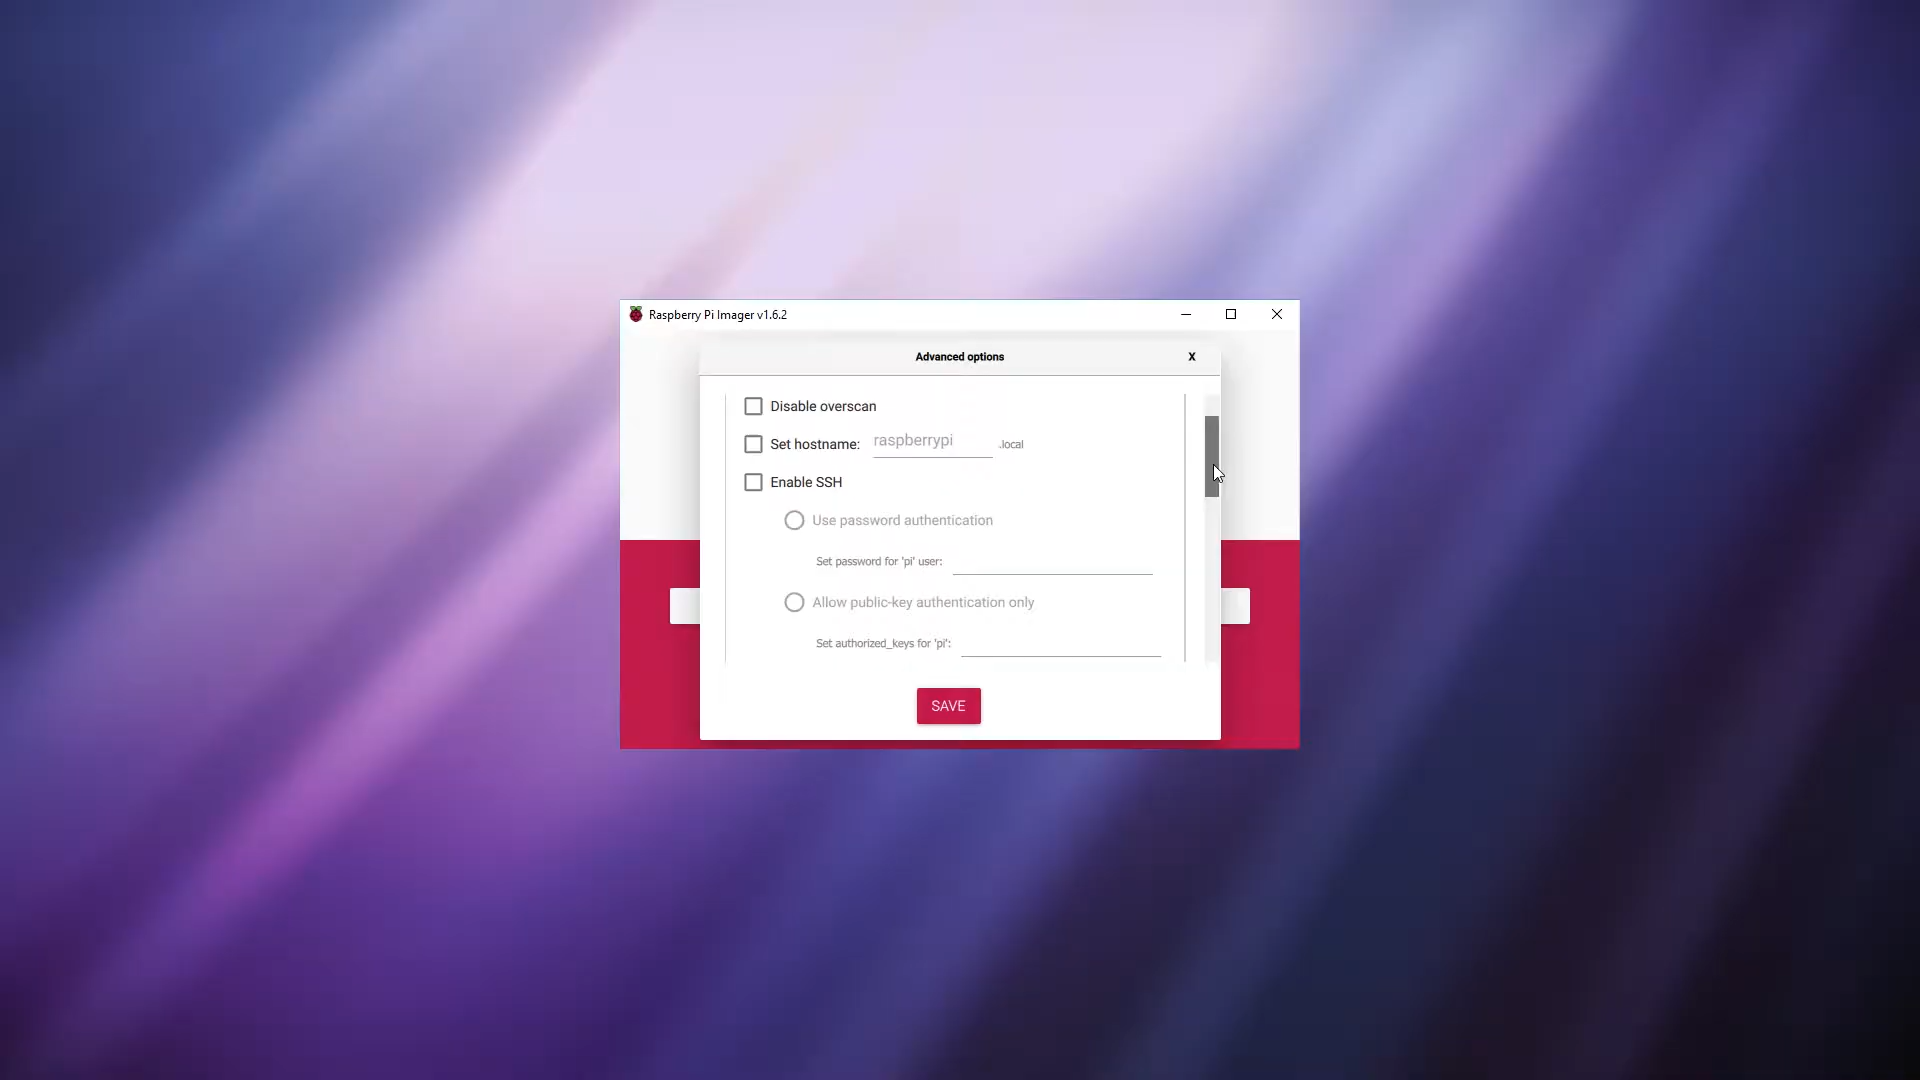 Raspberry Pi Imager v1.6.2
Advanced options X
Disable overscan
Set hostname: raspberrypi .local
Enable SSH
Use password authentication
Set password for 'pi' user:
Allow public-key authentication only
Set authorized_keys for 'pi':
SAVE